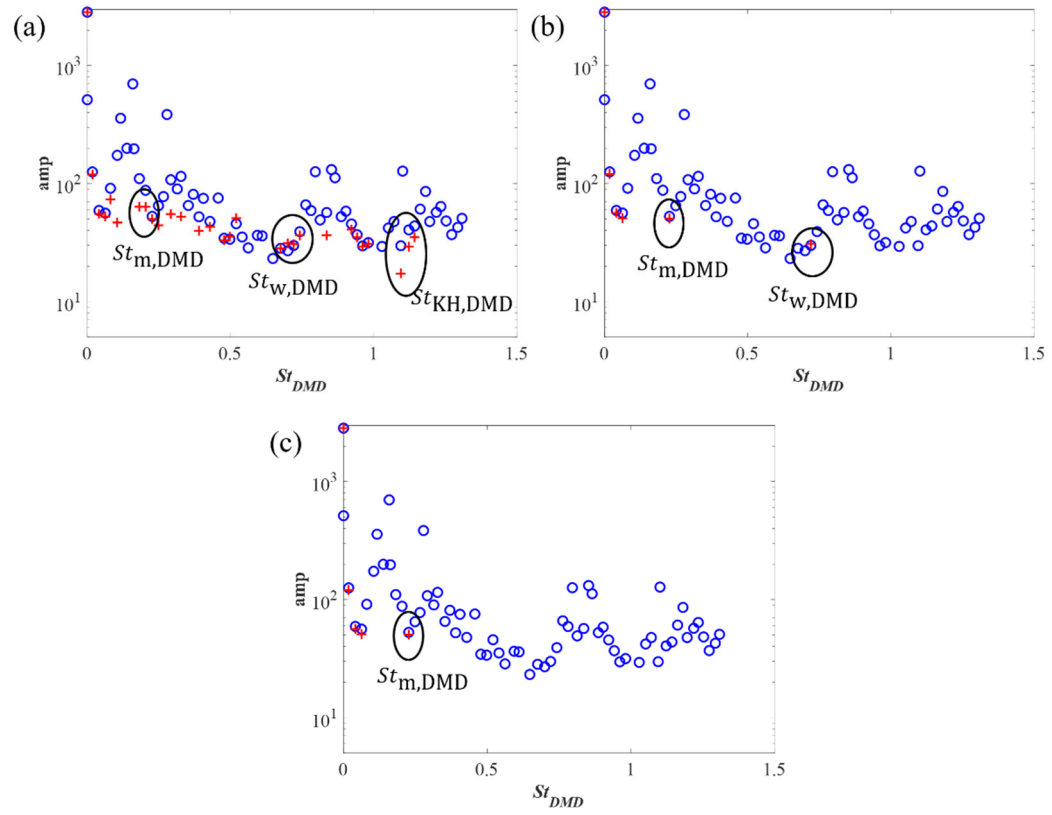 (a)
10³
10²
10¹
amp
0
0.5
1
1.5
St_DMD
St_m,DMD
St_w,DMD
St_KH,DMD
(b)
10³
10²
10¹
amp
0
0.5
1
1.5
St_DMD
St_m,DMD
St_w,DMD
(c)
10³
10²
10¹
amp
0
0.5
1
1.5
St_DMD
St_m,DMD